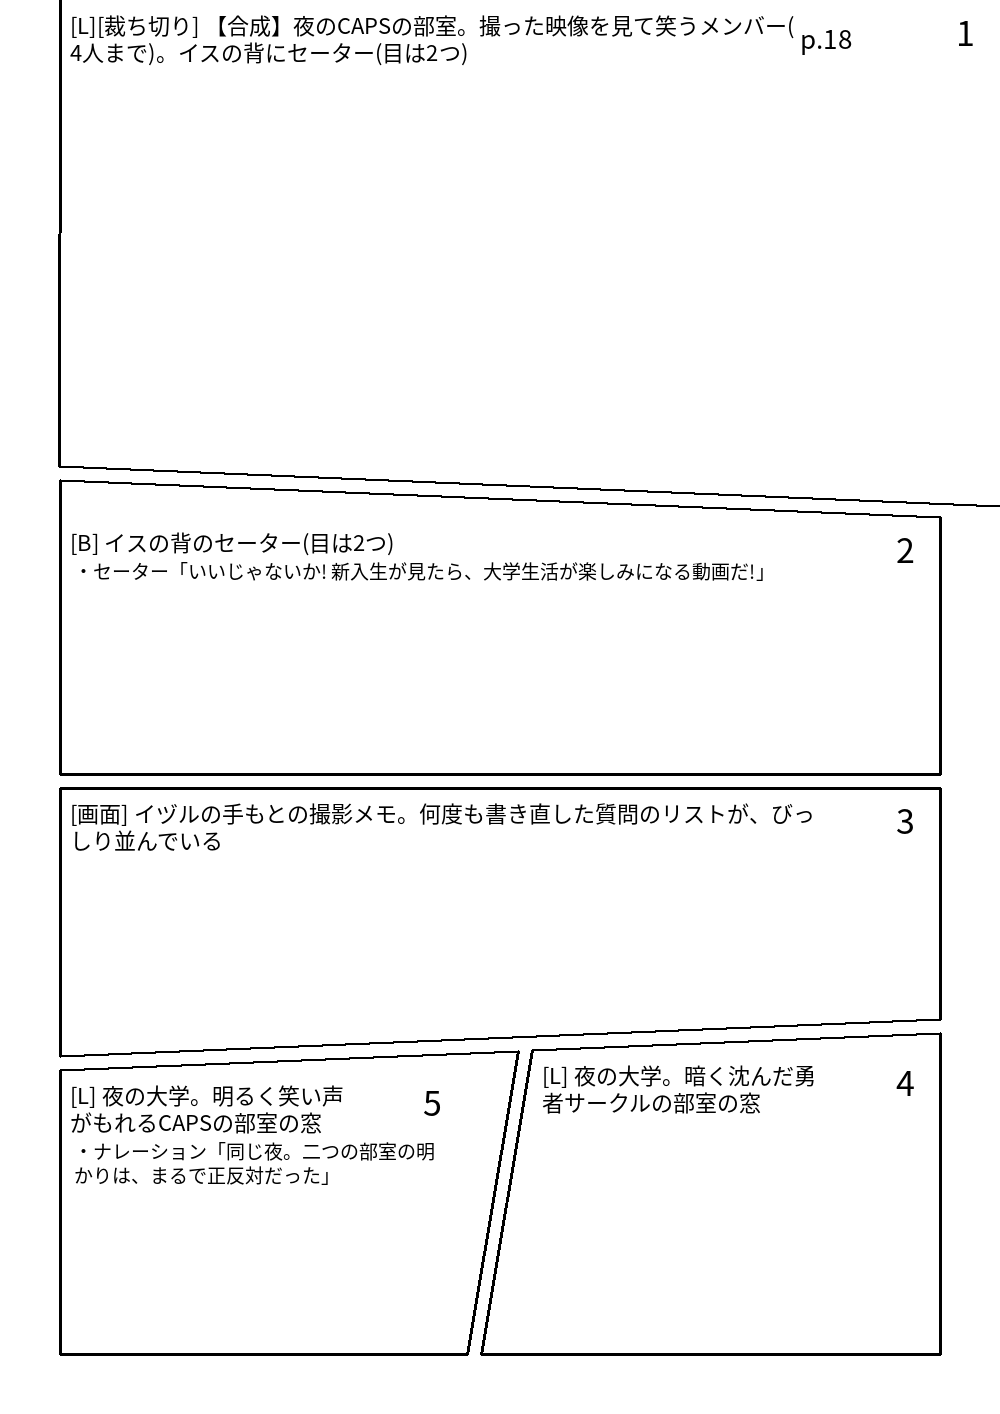 [L][裁ち切り] 【合成】夜のCAPSの部室。撮った映像を見て笑うメンバー(
4人まで)。イスの背にセーター(目は2つ)
p.18
1
[B] イスの背のセーター(目は2つ)
・セーター「いいじゃないか! 新入生が見たら、大学生活が楽しみになる動画だ!」
2
[画面] イヅルの手もとの撮影メモ。何度も書き直した質問のリストが、びっ
しり並んでいる
3
[L] 夜の大学。暗く沈んだ勇
者サークルの部室の窓
4
[L] 夜の大学。明るく笑い声
がもれるCAPSの部室の窓
・ナレーション「同じ夜。二つの部室の明
かりは、まるで正反対だった」
5